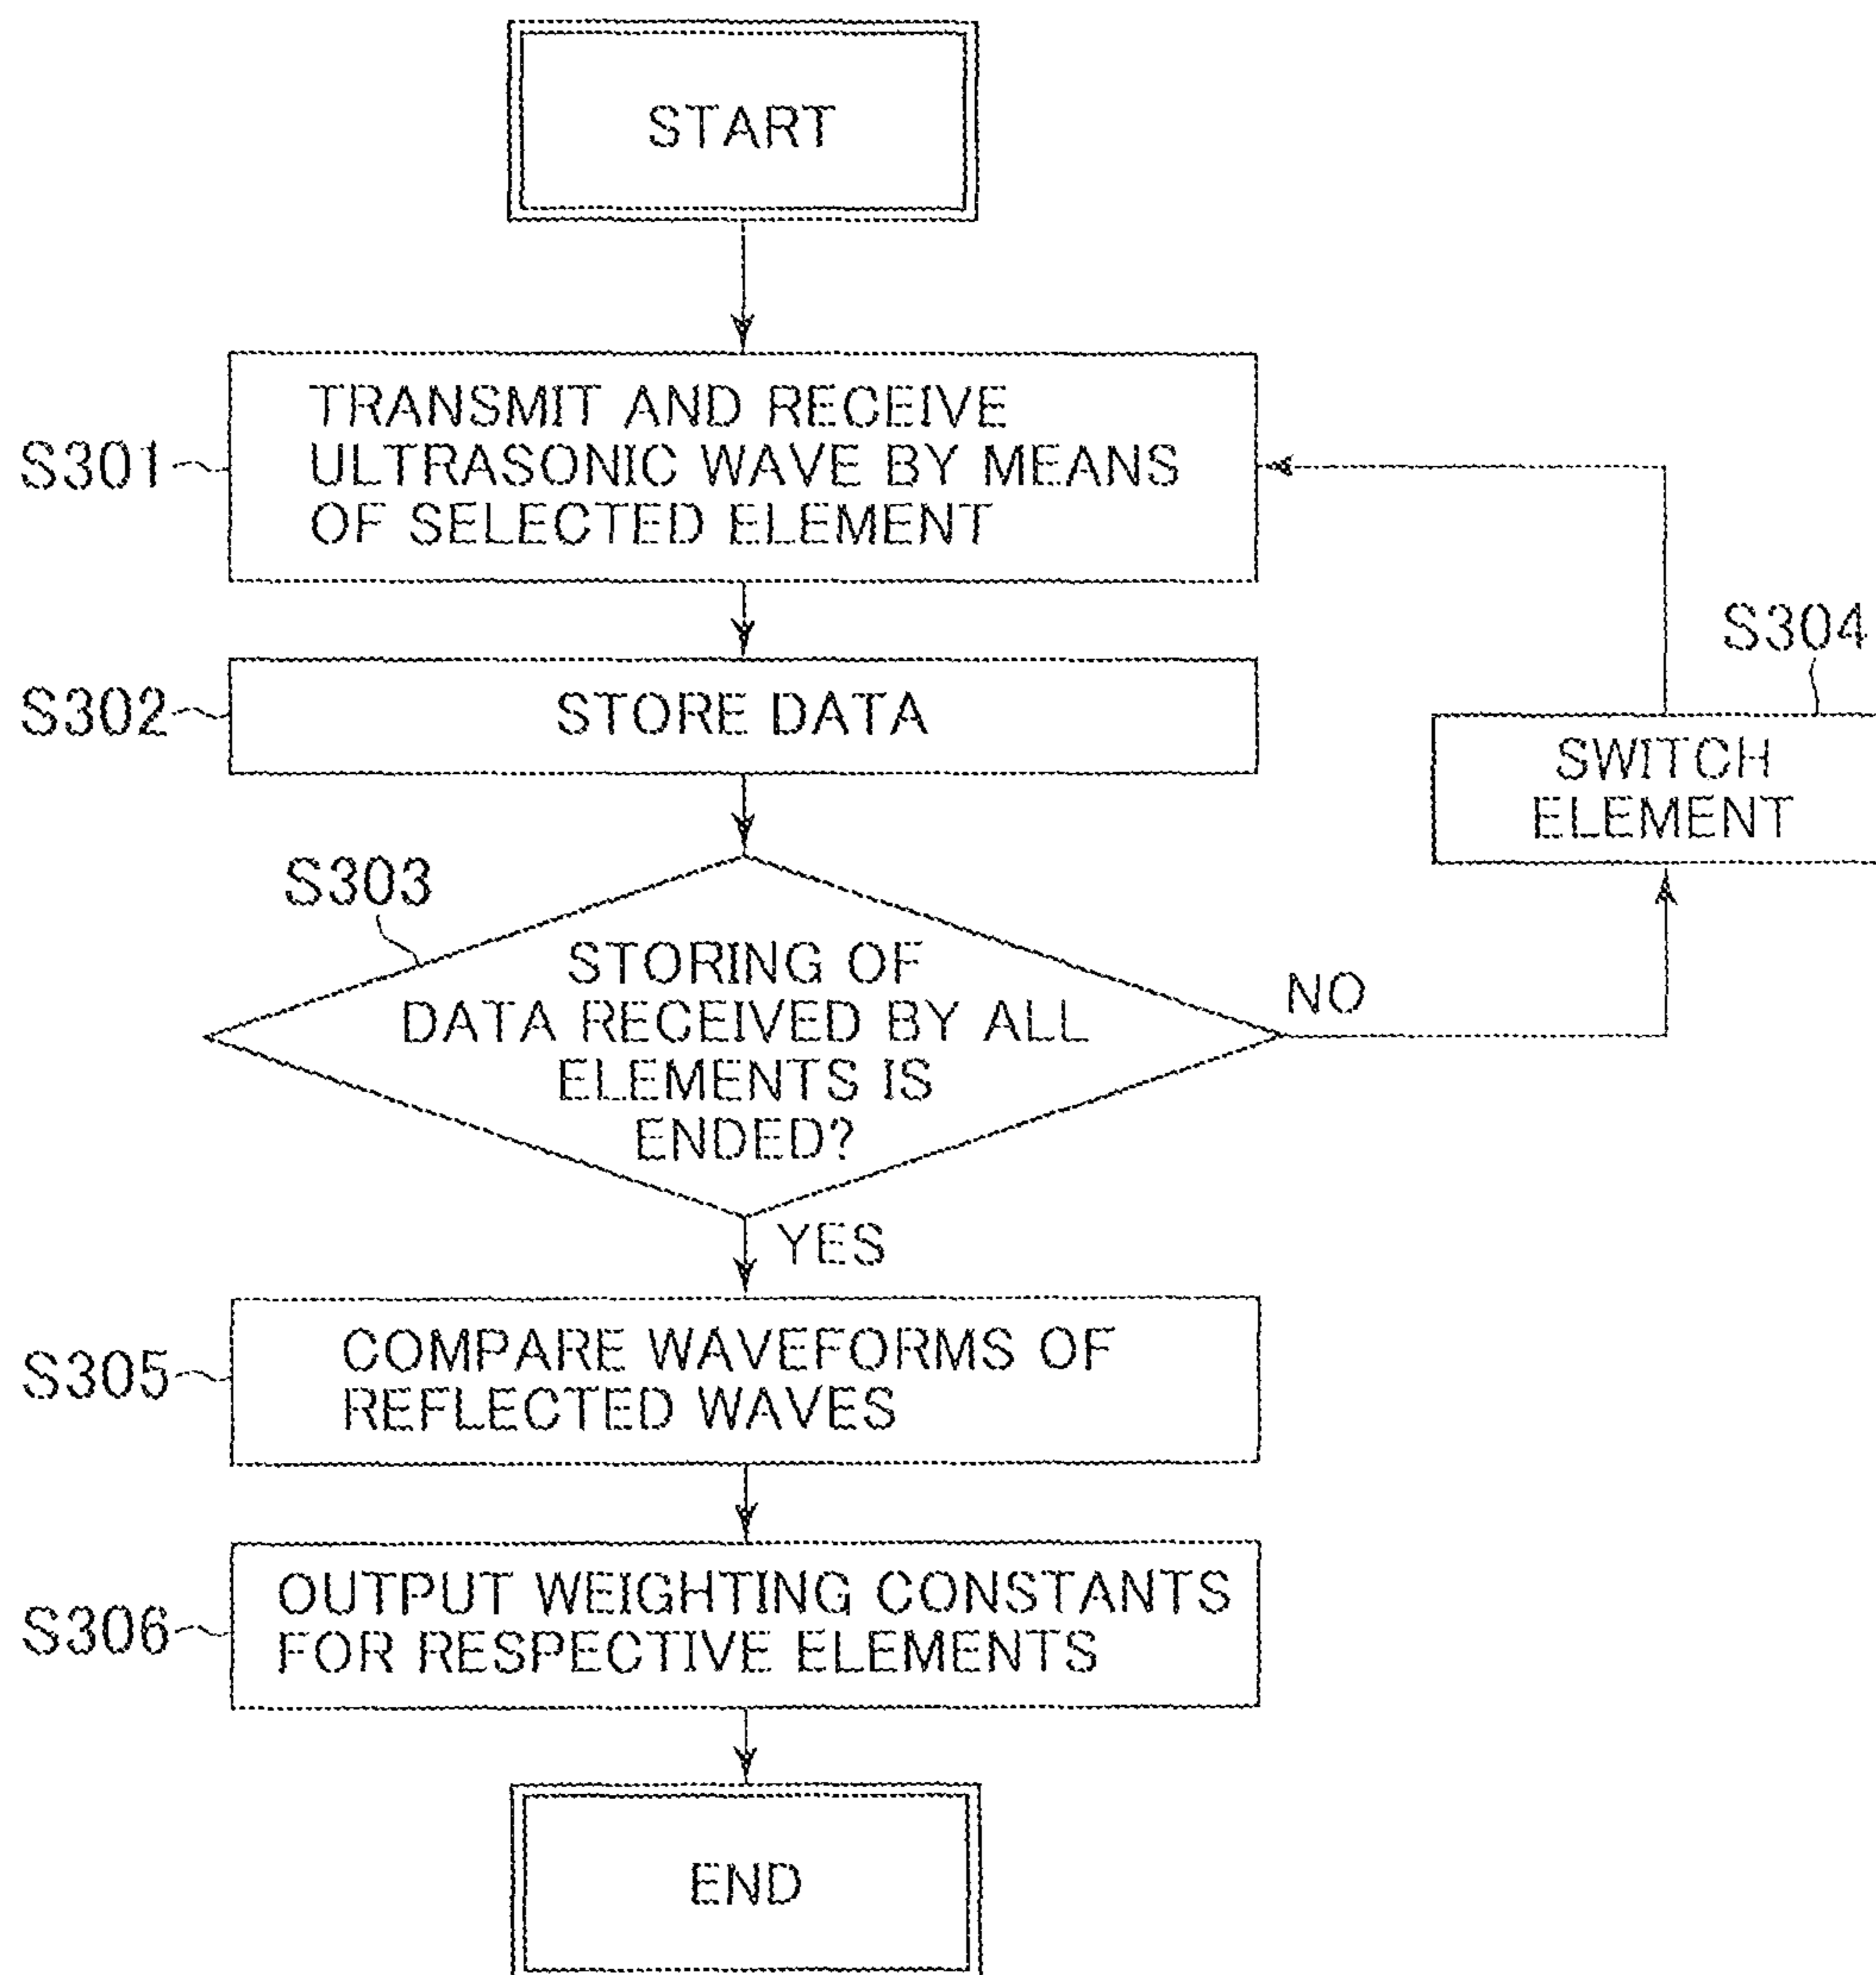 START
S301
TRANSMIT AND RECEIVE
ULTRASONIC WAVE BY MEANS
OF SELECTED ELEMENT
S302
STORE DATA
S304
SWITCH
ELEMENT
S303
STORING OF
DATA RECEIVED BY ALL
ELEMENTS IS
ENDED?
NO
YES
S305
COMPARE WAVEFORMS OF
REFLECTED WAVES
S306
OUTPUT WEIGHTING CONSTANTS
FOR RESPECTIVE ELEMENTS
END